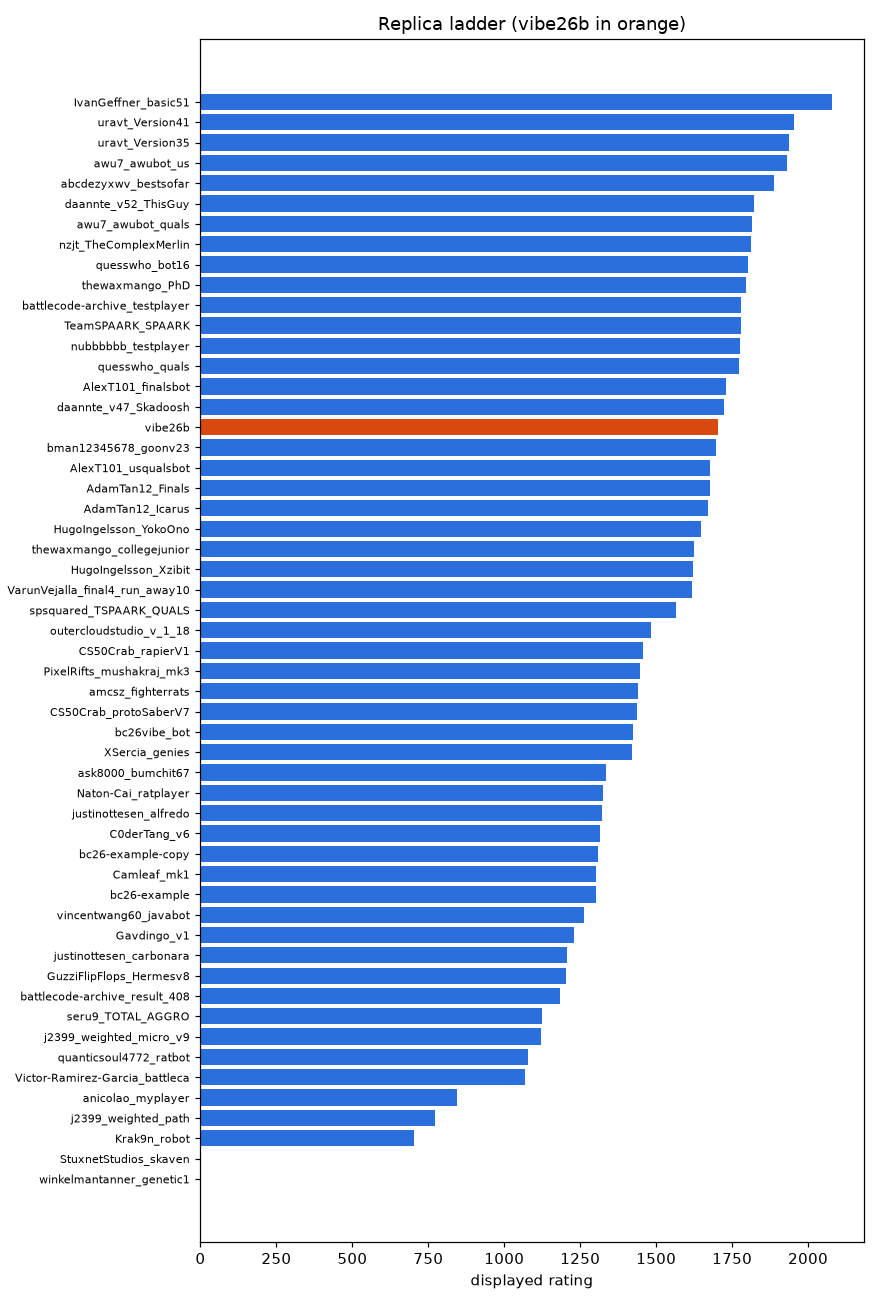 Replica ladder (vibe26b in orange)
IvanGeffner_basic51
uravt_Version41
uravt_Version35
awu7_awubot_us
abcdezyxwv_bestsofar
daannte_v52_ThisGuy
awu7_awubot_quals
nzjt_TheComplexMerlin
quesswho_bot16
thewaxmango_PhD
battlecode-archive_testplayer
TeamSPAARK_SPAARK
nubbbbbb_testplayer
quesswho_quals
AlexT101_finalsbot
daannte_v47_Skadoosh
vibe26b
bman12345678_goonv23
AlexT101_usqualsbot
AdamTan12_Finals
AdamTan12_Icarus
HugoIngelsson_YokoOno
thewaxmango_collegejunior
HugoIngelsson_Xzibit
VarunVejalla_final4_run_away10
spsquared_TSPAARK_QUALS
outercloudstudio_v_1_18
CS50Crab_rapierV1
PixelRifts_mushakraj_mk3
amcsz_fighterrats
CS50Crab_protoSaberV7
bc26vibe_bot
XSercia_genies
ask8000_bumchit67
Naton-Cai_ratplayer
justinottesen_alfredo
C0derTang_v6
bc26-example-copy
Camleaf_mk1
bc26-example
vincentwang60_javabot
Gavdingo_v1
justinottesen_carbonara
GuzziFlipFlops_Hermesv8
battlecode-archive_result_408
seru9_TOTAL_AGGRO
j2399_weighted_micro_v9
quanticsoul4772_ratbot
Victor-Ramirez-Garcia_battleca
anicolao_myplayer
j2399_weighted_path
Krak9n_robot
StuxnetStudios_skaven
winkelmantanner_genetic1
0 250 500 750 1000 1250 1500 1750 2000
displayed rating